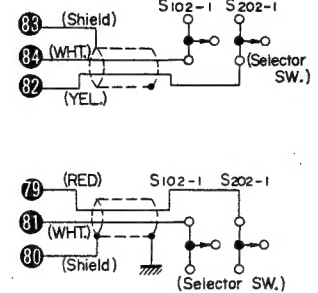 S102-1 S202-1
83 (Shield)
84 (WHT.)
(Selector
SW.)
82
(YEL.)
79 (RED) S102-1 S202-1
81
(WHT.)
80
(Shield)
(Selector SW.)